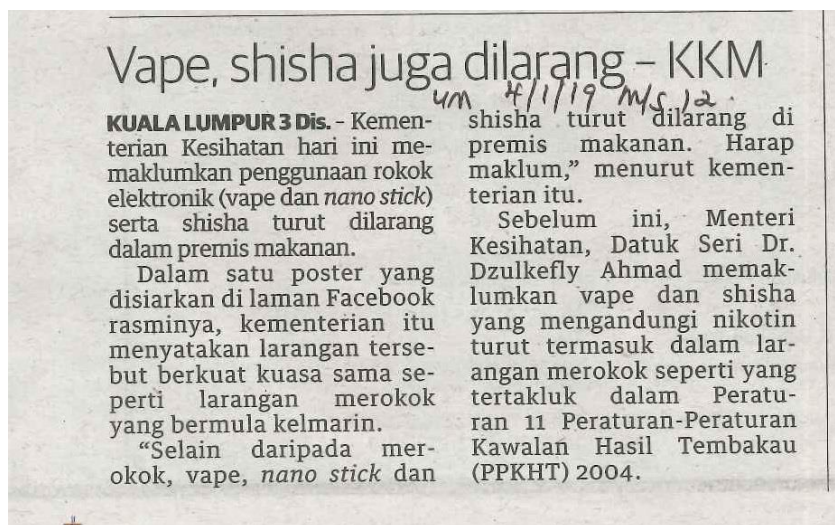 Vape, shisha juga dilarang – KKM
um 4/1/19 m/s 12.
KUALA LUMPUR 3 Dis. – Kemen-
terian Kesihatan hari ini me-
maklumkan penggunaan rokok
elektronik (vape dan nano stick)
serta shisha turut dilarang
dalam premis makanan.
Dalam satu poster yang
disiarkan di laman Facebook
rasminya, kementerian itu
menyatakan larangan terse-
but berkuat kuasa sama se-
perti larangan merokok
yang bermula kelmarin.
“Selain daripada mer-
okok, vape, nano stick dan
shisha turut dilarang di
premis makanan. Harap
maklum,” menurut kemen-
terian itu.
Sebelum ini, Menteri
Kesihatan, Datuk Seri Dr.
Dzulkefly Ahmad memak-
lumkan vape dan shisha
yang mengandungi nikotin
turut termasuk dalam lar-
angan merokok seperti yang
tertakluk dalam Peratu-
ran 11 Peraturan-Peraturan
Kawalan Hasil Tembakau
(PPKHT) 2004.